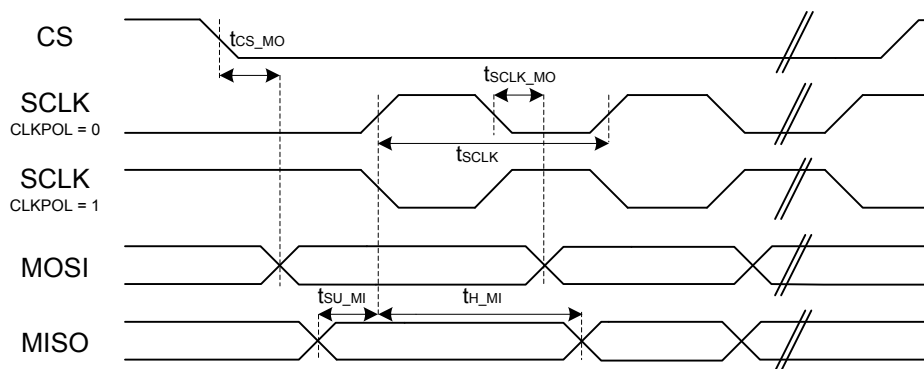 CS
tCS_MO
tSCLK_MO
SCLK
CLKPOL = 0
tSCLK
SCLK
CLKPOL = 1
MOSI
tSU_MI
tH_MI
MISO